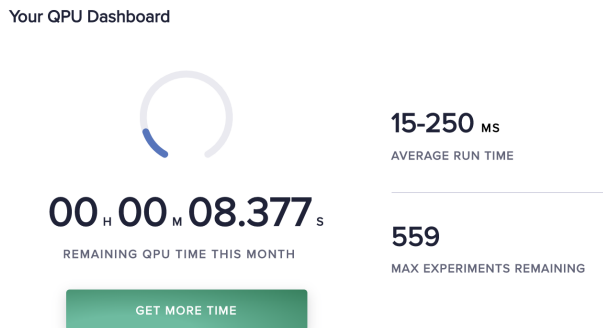 Your QPU Dashboard
00 H 00 M 08.377 S
REMAINING QPU TIME THIS MONTH
GET MORE TIME
15-250 MS
AVERAGE RUN TIME
559
MAX EXPERIMENTS REMAINING